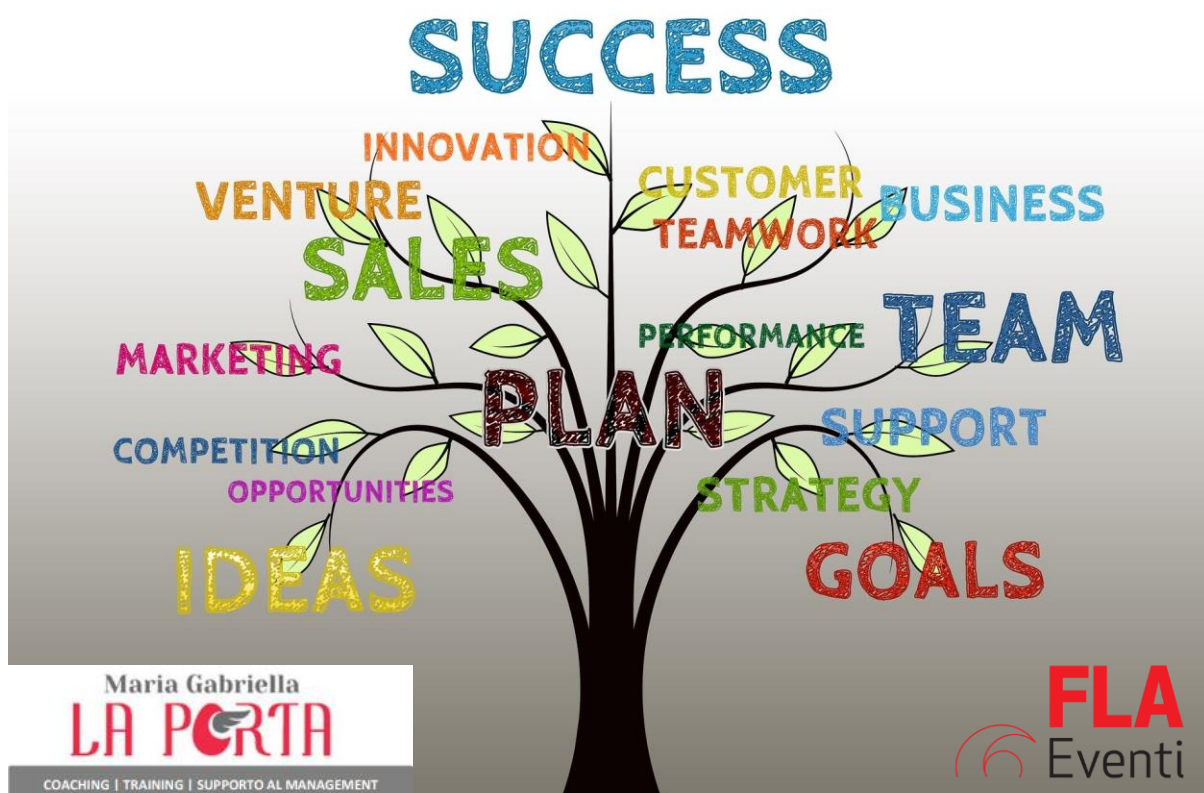 SUCCESS
INNOVATION
CUSTOMER
VENTURE
BUSINESS
TEAMWORK
SALES
TEAM
PERFORMANCE
MARKETING
PLAN
SUPPORT
COMPETITION
OPPORTUNITIES
STRATEGY
IDEAS
GOALS
Maria Gabriella
LA PORTA
COACHING | TRAINING | SUPPORTO AL MANAGEMENT
FLA
Eventi